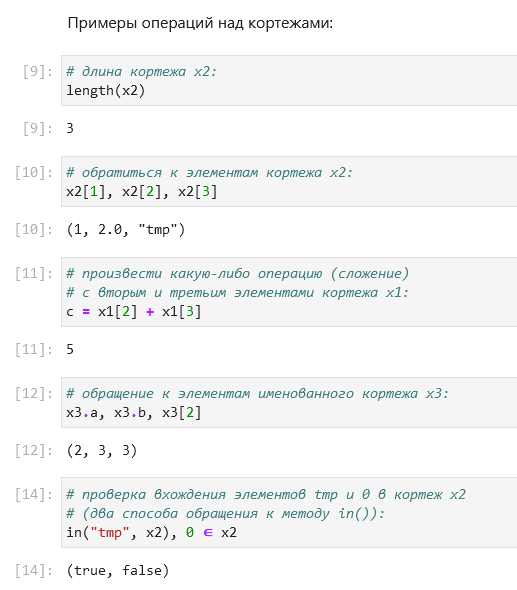 Примеры операций над кортежами:
[9]: # длина кортежа x2:
length(x2)
[9]: 3
[10]: # обратиться к элементам кортежа x2:
x2[1], x2[2], x2[3]
[10]: (1, 2.0, "tmp")
[11]: # произвести какую-либо операцию (сложение)
# с вторым и третьим элементами кортежа x1:
c = x1[2] + x1[3]
[11]: 5
[12]: # обращение к элементам именованного кортежа x3:
x3.a, x3.b, x3[2]
[12]: (2, 3, 3)
[14]: # проверка вхождения элементов tmp и 0 в кортеж x2
# (два способа обращения к методу in()):
in("tmp", x2), 0 ∈ x2
[14]: (true, false)